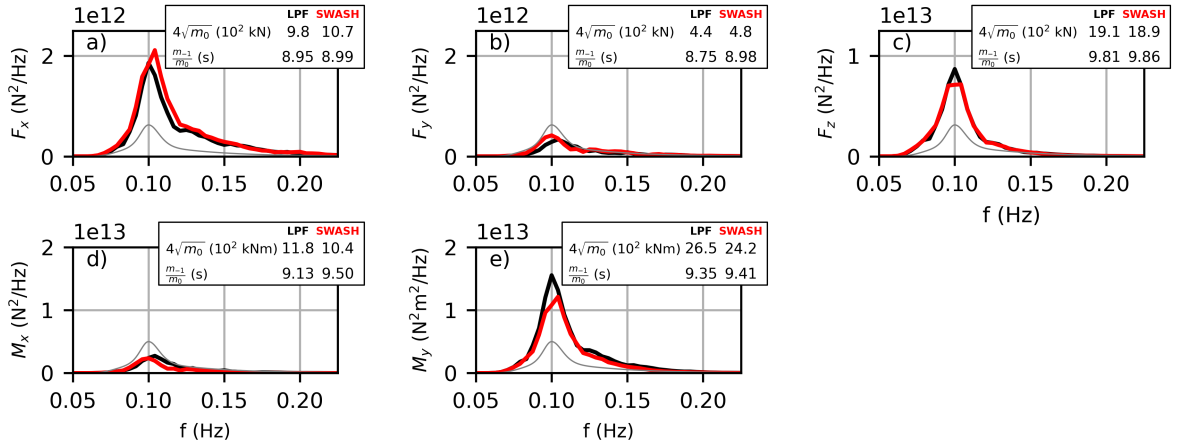 1e12
a)
LPF SWASH
4√m₀ (10² kN) 9.8 10.7
m₋₁/m₀ (s) 8.95 8.99
2
0
Fₓ (N²/Hz)
0.05 0.10 0.15 0.20
1e12
b)
LPF SWASH
4√m₀ (10² kN) 4.4 4.8
m₋₁/m₀ (s) 8.75 8.98
2
0
F_y (N²/Hz)
0.05 0.10 0.15 0.20
1e13
c)
LPF SWASH
4√m₀ (10² kN) 19.1 18.9
m₋₁/m₀ (s) 9.81 9.86
1
0
F_z (N²/Hz)
0.05 0.10 0.15 0.20
f (Hz)
1e13
d)
LPF SWASH
4√m₀ (10² kNm) 11.8 10.4
m₋₁/m₀ (s) 9.13 9.50
2
1
0
Mₓ (N²/Hz)
0.05 0.10 0.15 0.20
f (Hz)
1e13
e)
LPF SWASH
4√m₀ (10² kNm) 26.5 24.2
m₋₁/m₀ (s) 9.35 9.41
2
1
0
M_y (N²m²/Hz)
0.05 0.10 0.15 0.20
f (Hz)